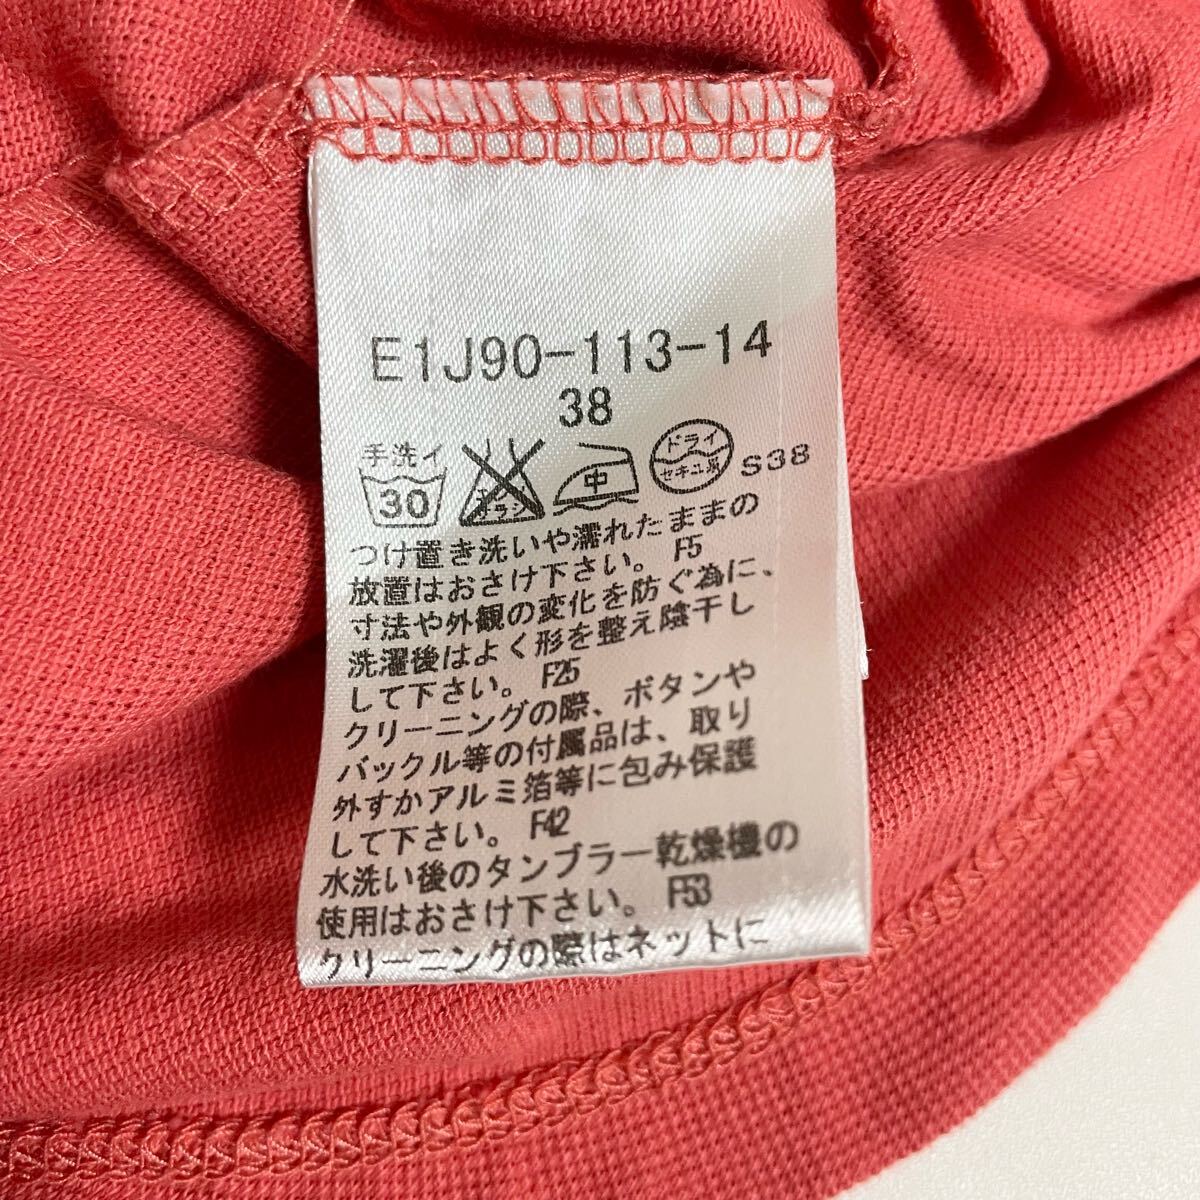 E1J90-113-14
38
手洗イ
30
エンソ
サラシ
中
ドライ
セキユ系
S38
つけ置き洗いや濡れたままの
放置はおさけ下さい。 F5
寸法や外観の変化を防ぐ為に、
洗濯後はよく形を整え陰干し
して下さい。 F25
クリーニングの際、ボタンや
バックル等の付属品は、取り
外すかアルミ箔等に包み保護
して下さい。 F42
水洗い後のタンブラー乾燥機の
使用はおさけ下さい。 F53
クリーニングの際はネットに